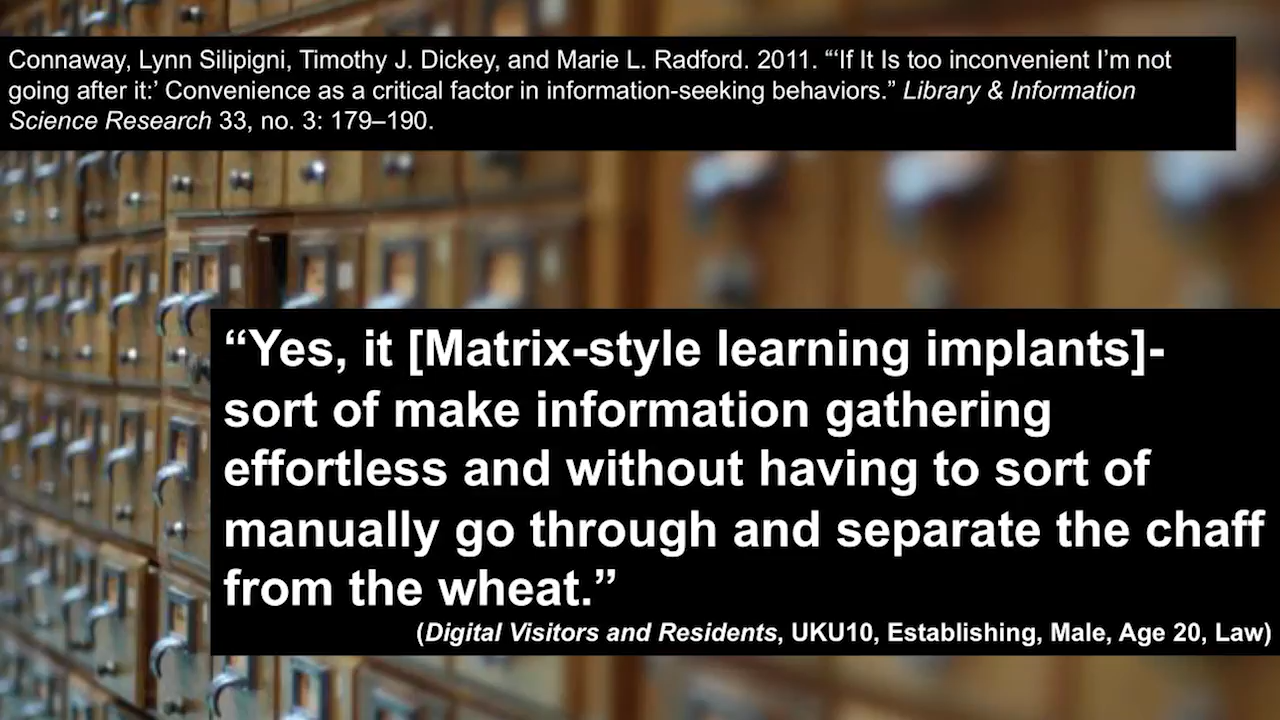 Connaway, Lynn Silipigni, Timothy J. Dickey, and Marie L. Radford. 2011. “‘If It Is too inconvenient I’m not
going after it:’ Convenience as a critical factor in information-seeking behaviors.” Library & Information
Science Research 33, no. 3: 179–190.
“Yes, it [Matrix-style learning implants]-
sort of make information gathering
effortless and without having to sort of
manually go through and separate the chaff
from the wheat.”
(Digital Visitors and Residents, UKU10, Establishing, Male, Age 20, Law)